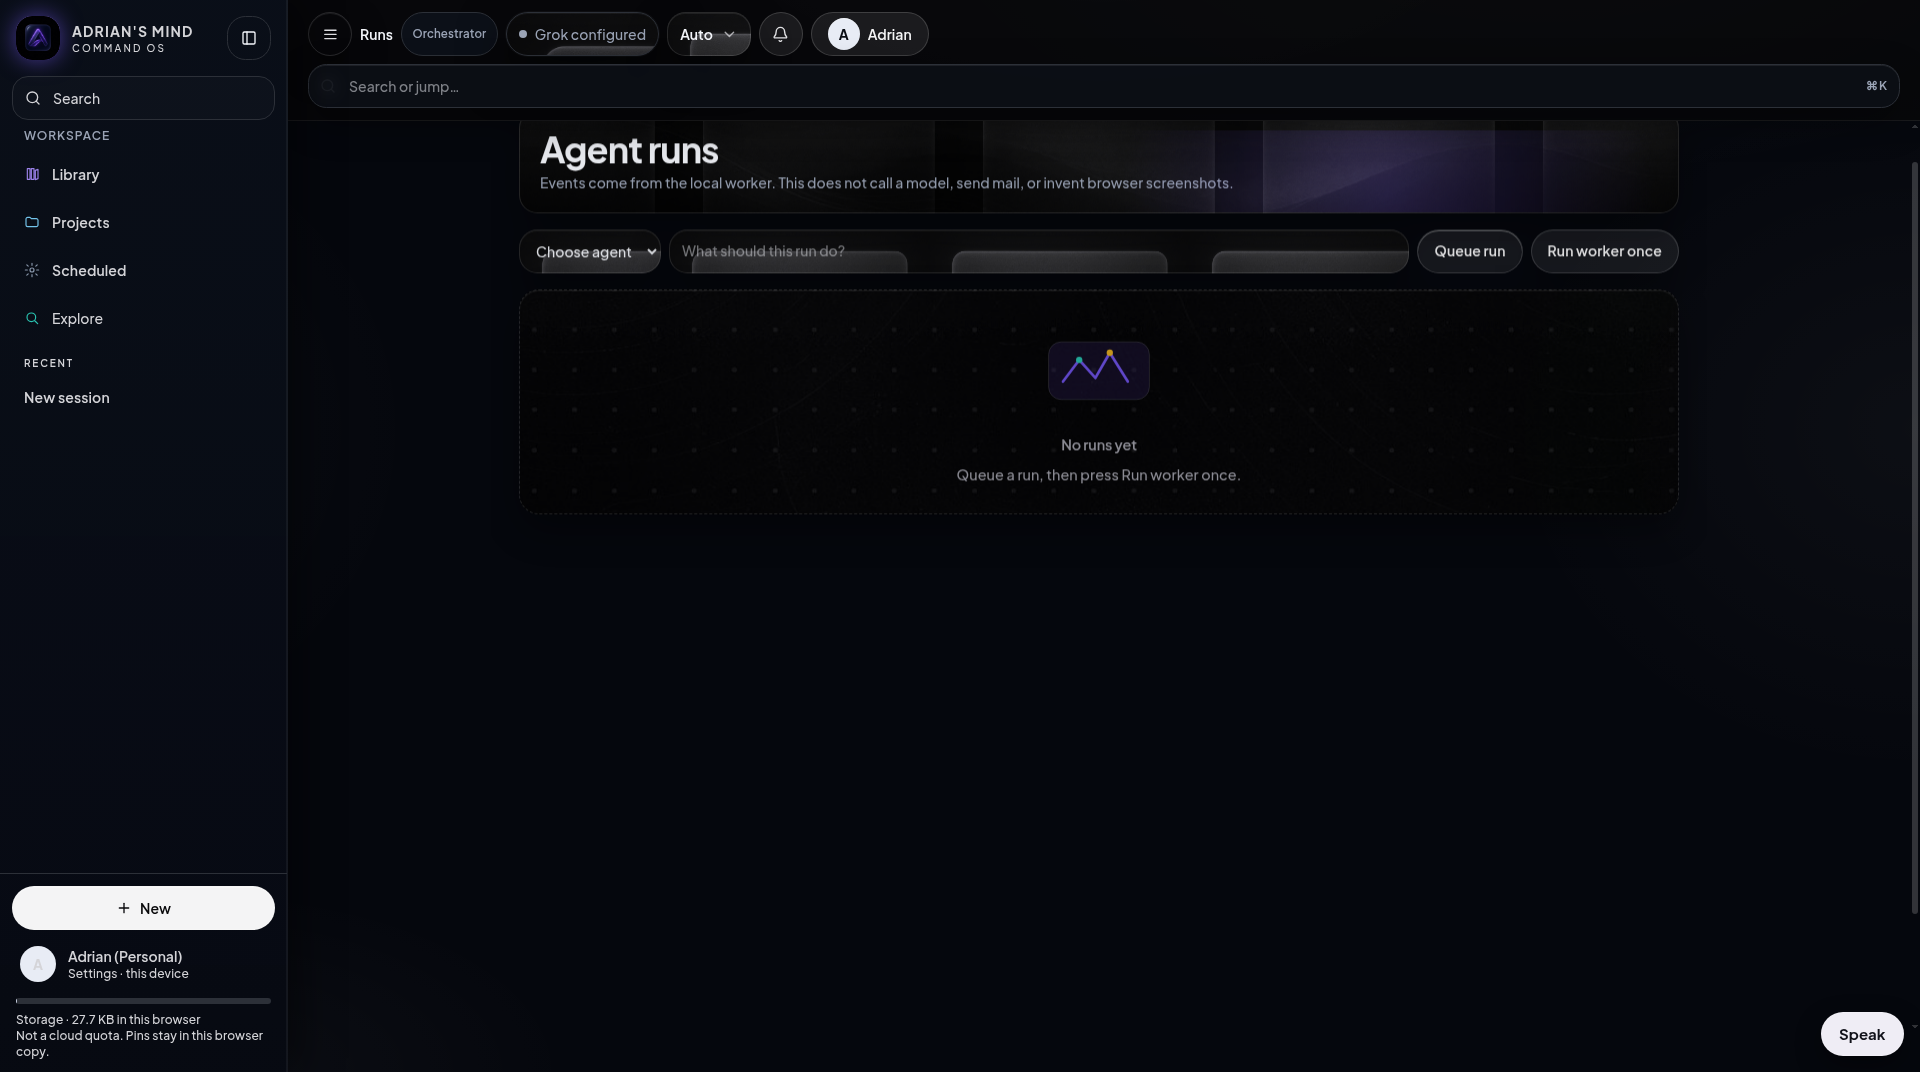 ADRIAN'S MIND
COMMAND OS
Search
WORKSPACE
Library
Projects
Scheduled
Explore
RECENT
New session
New
A
Adrian (Personal)
Settings · this device
Storage · 27.7 KB in this browser
Not a cloud quota. Pins stay in this browser
copy.
Runs
Orchestrator
Grok configured
Auto
A
Adrian
Search or jump…
⌘K
Agent runs
Events come from the local worker. This does not call a model, send mail, or invent browser screenshots.
Choose agent
What should this run do?
Queue run
Run worker once
No runs yet
Queue a run, then press Run worker once.
Speak